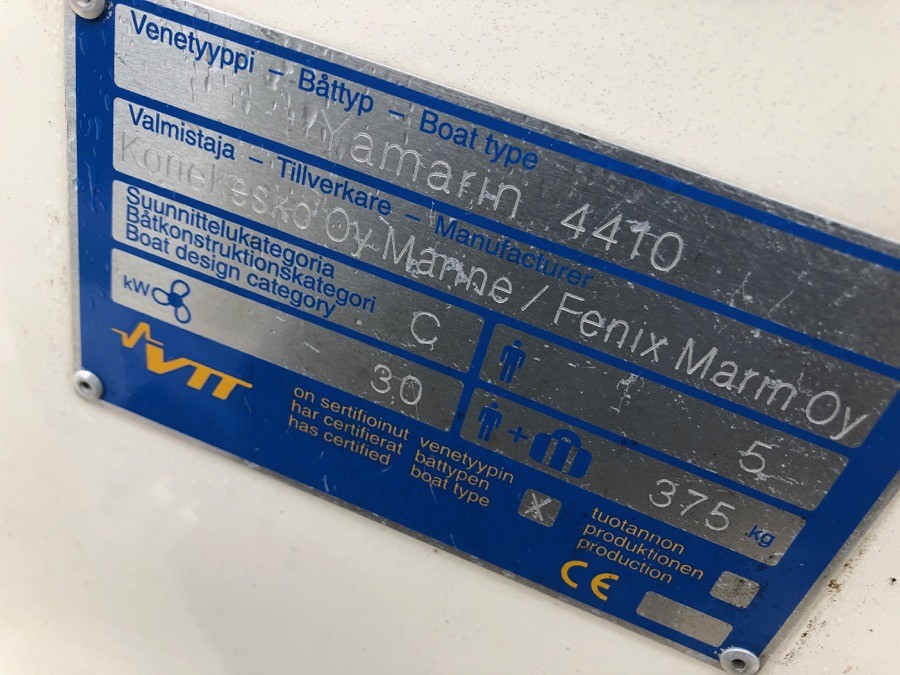 Venetyyppi – Båttyp – Boat type
Yamarin 4410
Valmistaja – Tillverkare – Manufacturer
Konekesko Oy Marine / Fenix Marin Oy
Suunnittelukategoria
Båtkonstruktionskategori
Boat design category
C
5
kW
30
+
375 kg
VTT
on sertifioinut venetyypin
har certifierat båttypen
has certified boat type
X
tuotannon
produktionen
production
CE